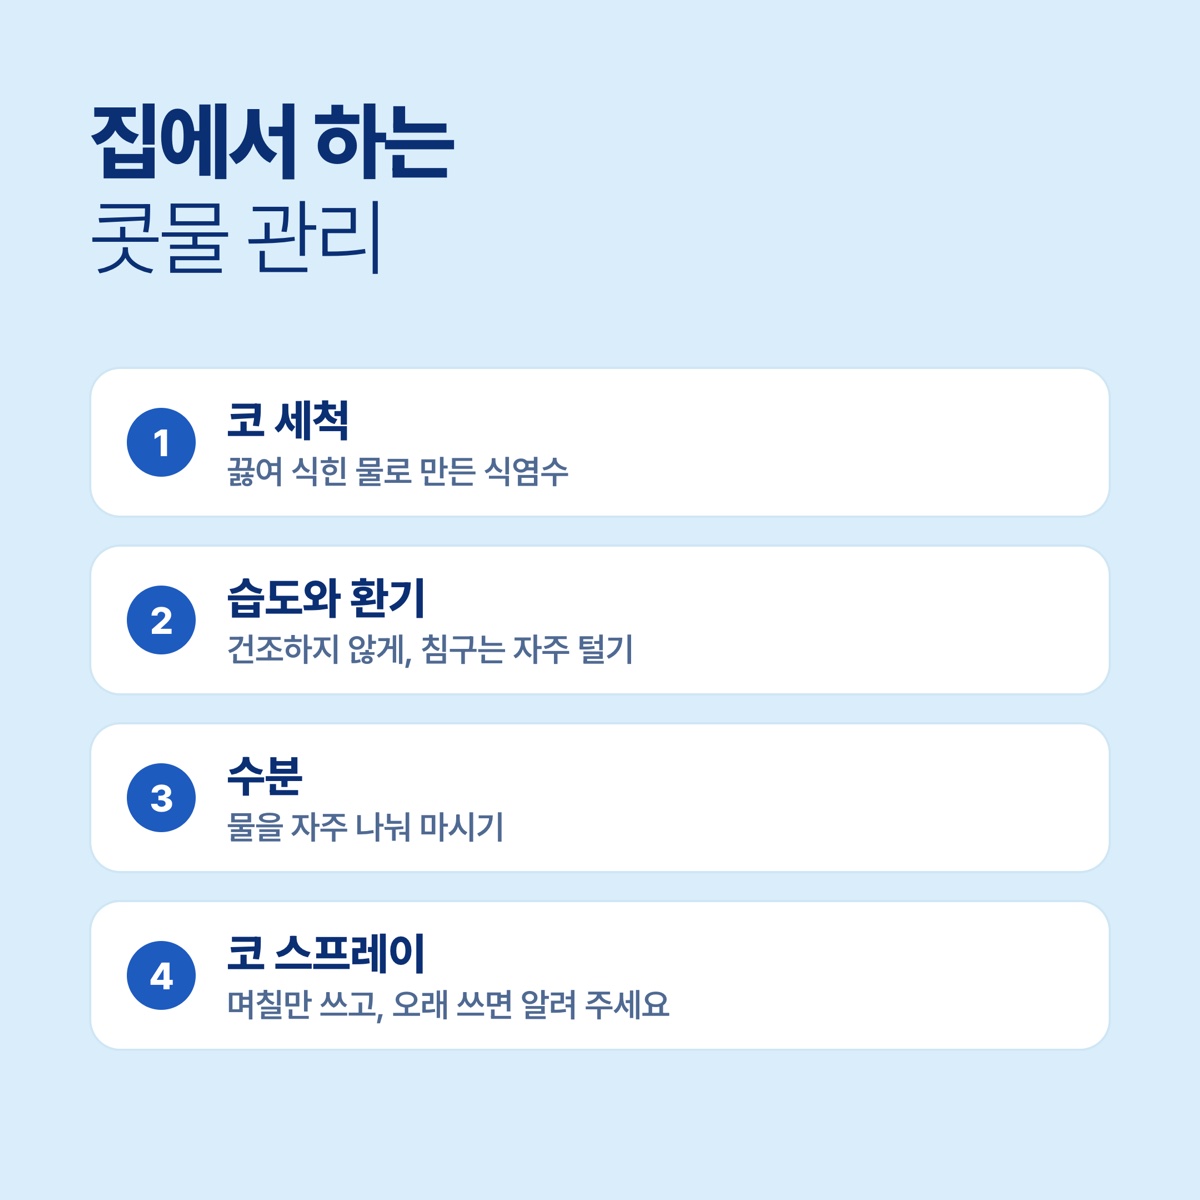 집에서 하는
콧물 관리
1
코 세척
끓여 식힌 물로 만든 식염수
2
습도와 환기
건조하지 않게, 침구는 자주 털기
3
수분
물을 자주 나눠 마시기
4
코 스프레이
며칠만 쓰고, 오래 쓰면 알려 주세요